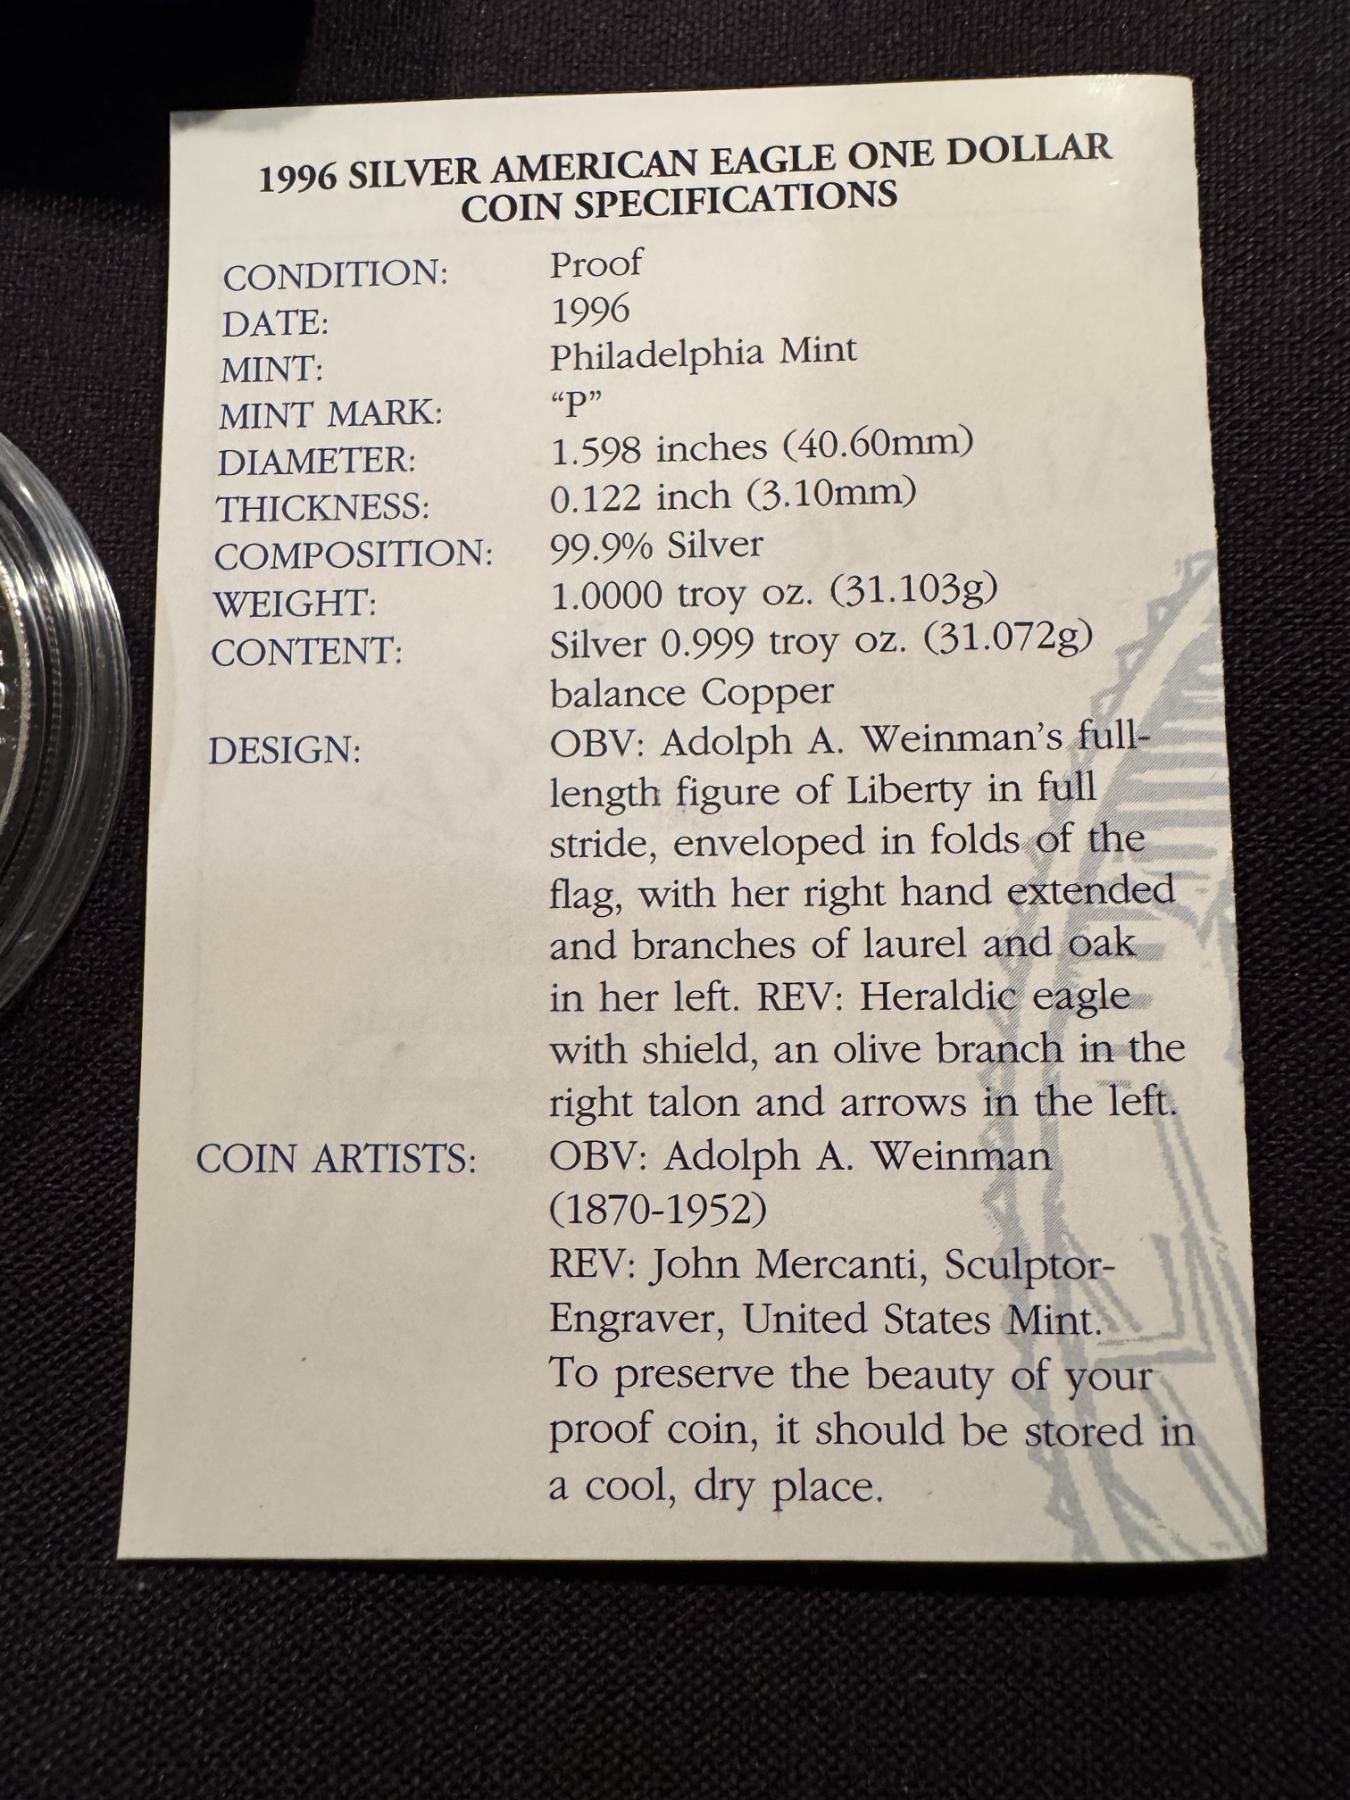 1996 SILVER AMERICAN EAGLE ONE DOLLAR
COIN SPECIFICATIONS
CONDITION: Proof
DATE: 1996
MINT: Philadelphia Mint
MINT MARK: “P”
DIAMETER: 1.598 inches (40.60mm)
THICKNESS: 0.122 inch (3.10mm)
COMPOSITION: 99.9% Silver
WEIGHT: 1.0000 troy oz. (31.103g)
CONTENT: Silver 0.999 troy oz. (31.072g)
balance Copper
DESIGN: OBV: Adolph A. Weinman’s full-
length figure of Liberty in full
stride, enveloped in folds of the
flag, with her right hand extended
and branches of laurel and oak
in her left. REV: Heraldic eagle
with shield, an olive branch in the
right talon and arrows in the left.
COIN ARTISTS: OBV: Adolph A. Weinman
(1870-1952)
REV: John Mercanti, Sculptor-
Engraver, United States Mint.
To preserve the beauty of your
proof coin, it should be stored in
a cool, dry place.